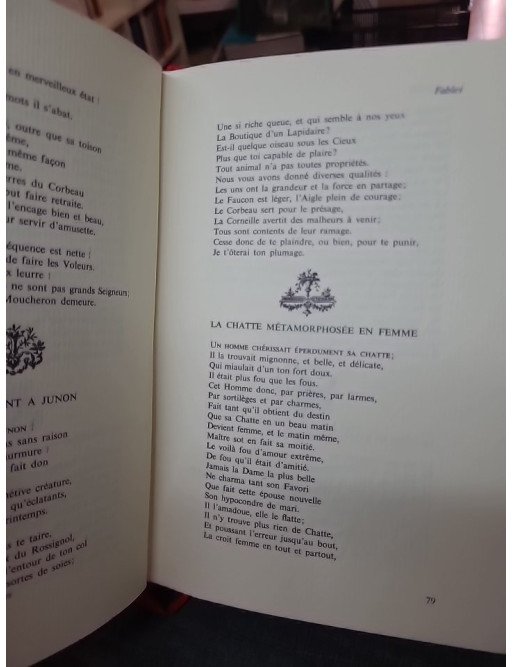 en merveilleux état !
mots il s'abat.
outre que sa toison
ême,
même façon
ne.
erres du Corbeau
out faire retraite.
l'encage bien et beau,
ur servir d'amusette.
séquence est nette !
de faire les Voleurs.
x leurre !
ne sont pas grands Seigneurs
Moucheron demeure.
NT A JUNON
NON :
as sans raison
urmure !
fait don
hétive créature,
qu'éclatants,
rintemps.
s te taire,
x du Rossignol,
l'entour de ton col
sortes de soies;
Fables
Une si riche queue, et qui semble à nos yeux
La Boutique d'un Lapidaire ?
Est-il quelque oiseau sous les Cieux
Plus que toi capable de plaire ?
Tout animal n'a pas toutes propriétés.
Nous vous avons donné diverses qualités :
Les uns ont la grandeur et la force en partage;
Le Faucon est léger, l'Aigle plein de courage;
Le Corbeau sert pour le présage,
La Corneille avertit des malheurs à venir;
Tous sont contents de leur ramage.
Cesse donc de te plaindre, ou bien, pour te punir,
Je t'ôterai ton plumage.
LA CHATTE MÉTAMORPHOSÉE EN FEMME
UN HOMME CHÉRISSAIT ÉPERDUMENT SA CHATTE;
Il la trouvait mignonne, et belle, et délicate,
Qui miaulait d'un ton fort doux.
Il était plus fou que les fous.
Cet Homme donc, par prières, par larmes,
Par sortilèges et par charmes,
Fait tant qu'il obtient du destin
Que sa Chatte en un beau matin
Devient femme, et le matin même,
Maître sot en fait sa moitié.
Le voilà fou d'amour extrême,
De fou qu'il était d'amitié.
Jamais la Dame la plus belle
Ne charma tant son Favori
Que fait cette épouse nouvelle
Son hypocondre de mari.
Il l'amadoue, elle le flatte;
Il n'y trouve plus rien de Chatte,
Et poussant l'erreur jusqu'au bout,
La croit femme en tout et partout,
79